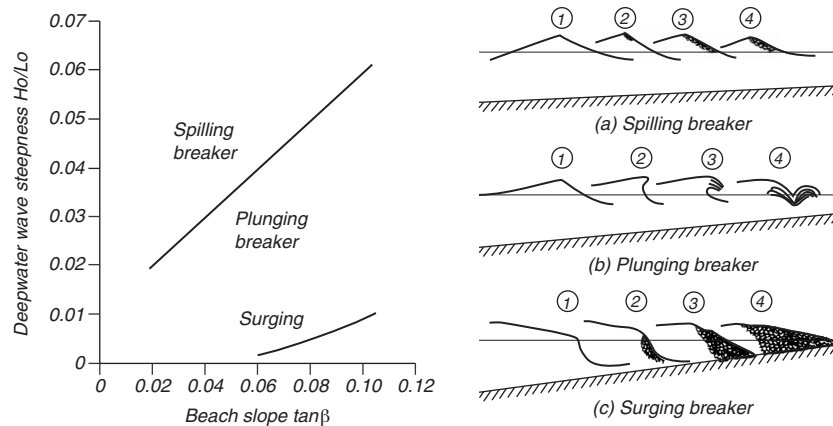 Deepwater wave steepness Ho/Lo
0.07
0.06
0.05
0.04
0.03
0.02
0.01
0
Spilling
breaker
Plunging
breaker
Surging
0 0.02 0.04 0.06 0.08 0.10 0.12
Beach slope tanβ
1 2 3 4
(a) Spilling breaker
1 2 3 4
(b) Plunging breaker
1 2 3 4
(c) Surging breaker